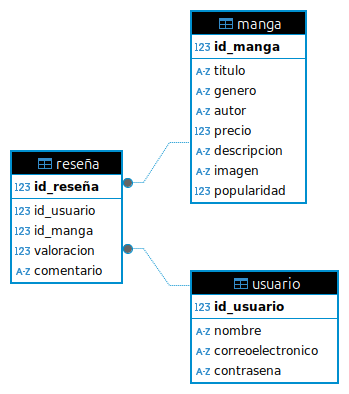 manga
123 id_manga
A-Z titulo
A-Z genero
A-Z autor
123 precio
A-Z descripcion
A-Z imagen
123 popularidad
reseña
123 id_reseña
123 id_usuario
123 id_manga
123 valoracion
A-Z comentario
usuario
123 id_usuario
A-Z nombre
A-Z correoelectronico
A-Z contrasena